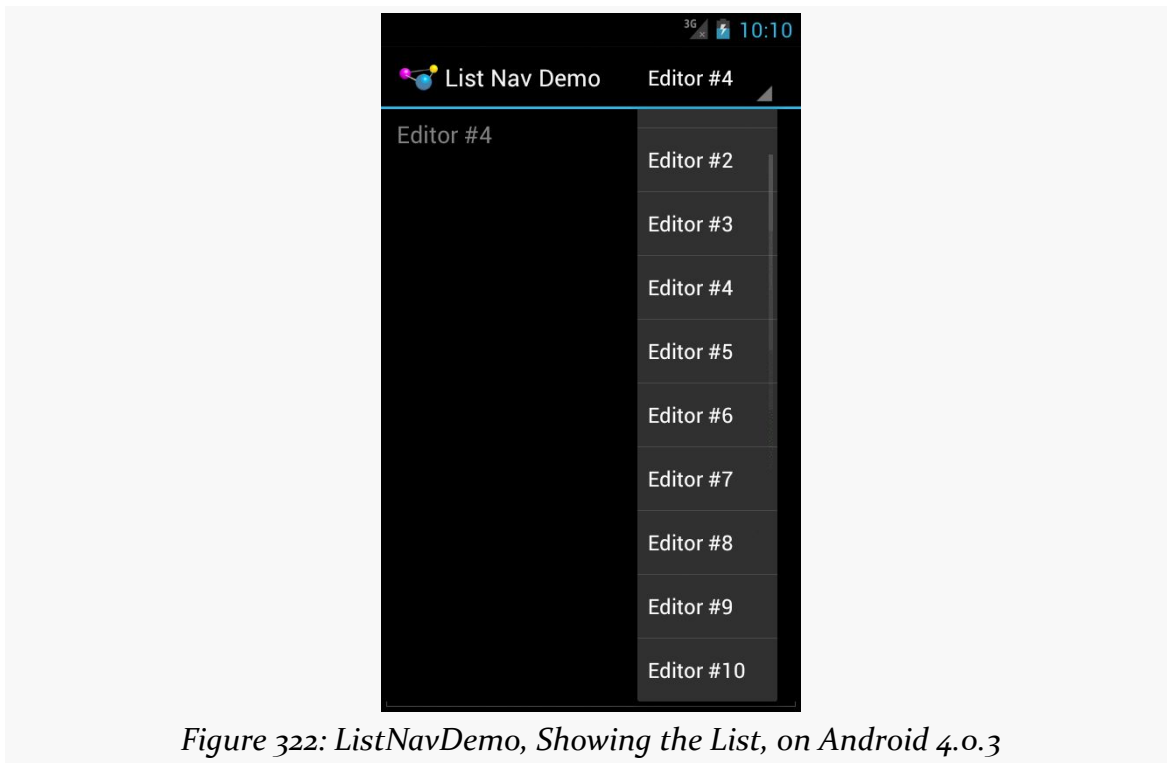 3G 10:10
List Nav Demo Editor #4
Editor #4
Editor #2
Editor #3
Editor #4
Editor #5
Editor #6
Editor #7
Editor #8
Editor #9
Editor #10
Figure 322: ListNavDemo, Showing the List, on Android 4.0.3